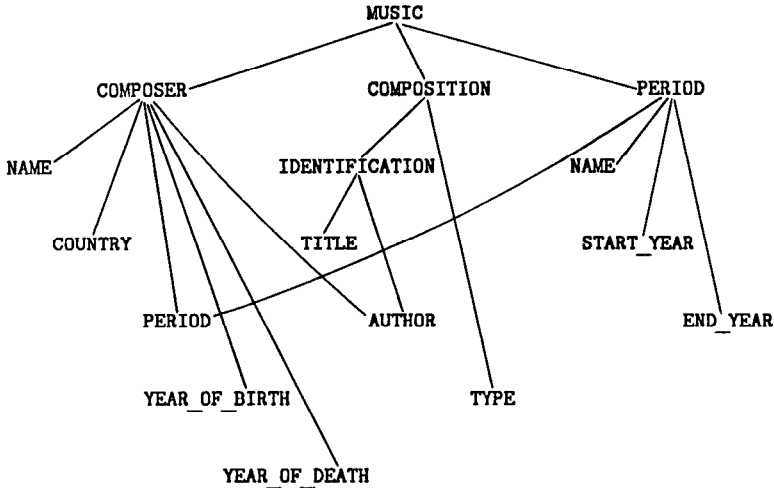 MUSIC
COMPOSER COMPOSITION PERIOD
NAME IDENTIFICATION NAME
COUNTRY TITLE START_YEAR
PERIOD AUTHOR END_YEAR
YEAR_OF_BIRTH TYPE
YEAR_OF_DEATH